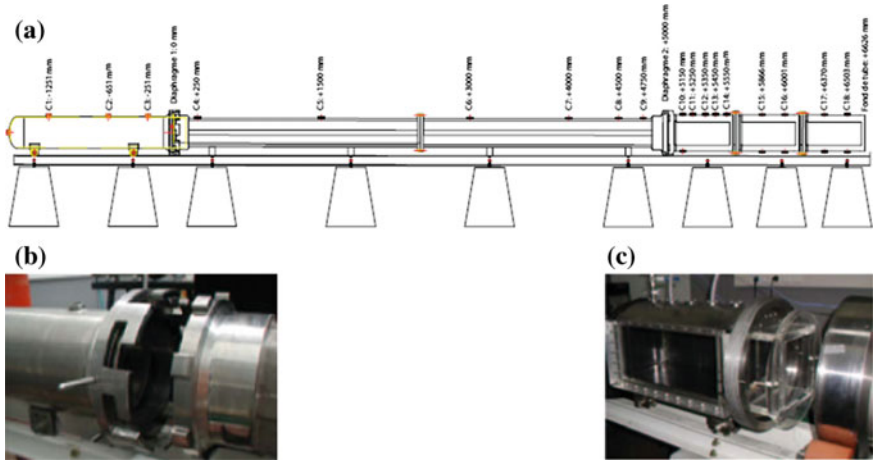 (a)
C1: -1251 mm
C2: -651 mm
C3: -251 mm
Diaphragme 1: 0 mm
C4: +250 mm
C5: +1500 mm
C6: +3000 mm
C7: +4000 mm
C8: +4500 mm
C9: +4750 mm
Diaphragme 2: +5000 mm
C10: +5150 mm
C11: +5250 mm
C12: +5350 mm
C13: +5450 mm
C14: +5550 mm
C15: +5866 mm
C16: +6001 mm
C17: +6370 mm
C18: +6503 mm
Fond de tube: +6626 mm
(b)
(c)